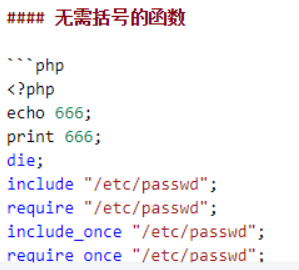 #### 无需括号的函数
```php
<?php
echo 666;
print 666;
die;
include "/etc/passwd";
require "/etc/passwd";
include_once "/etc/passwd";
require_once "/etc/passwd";